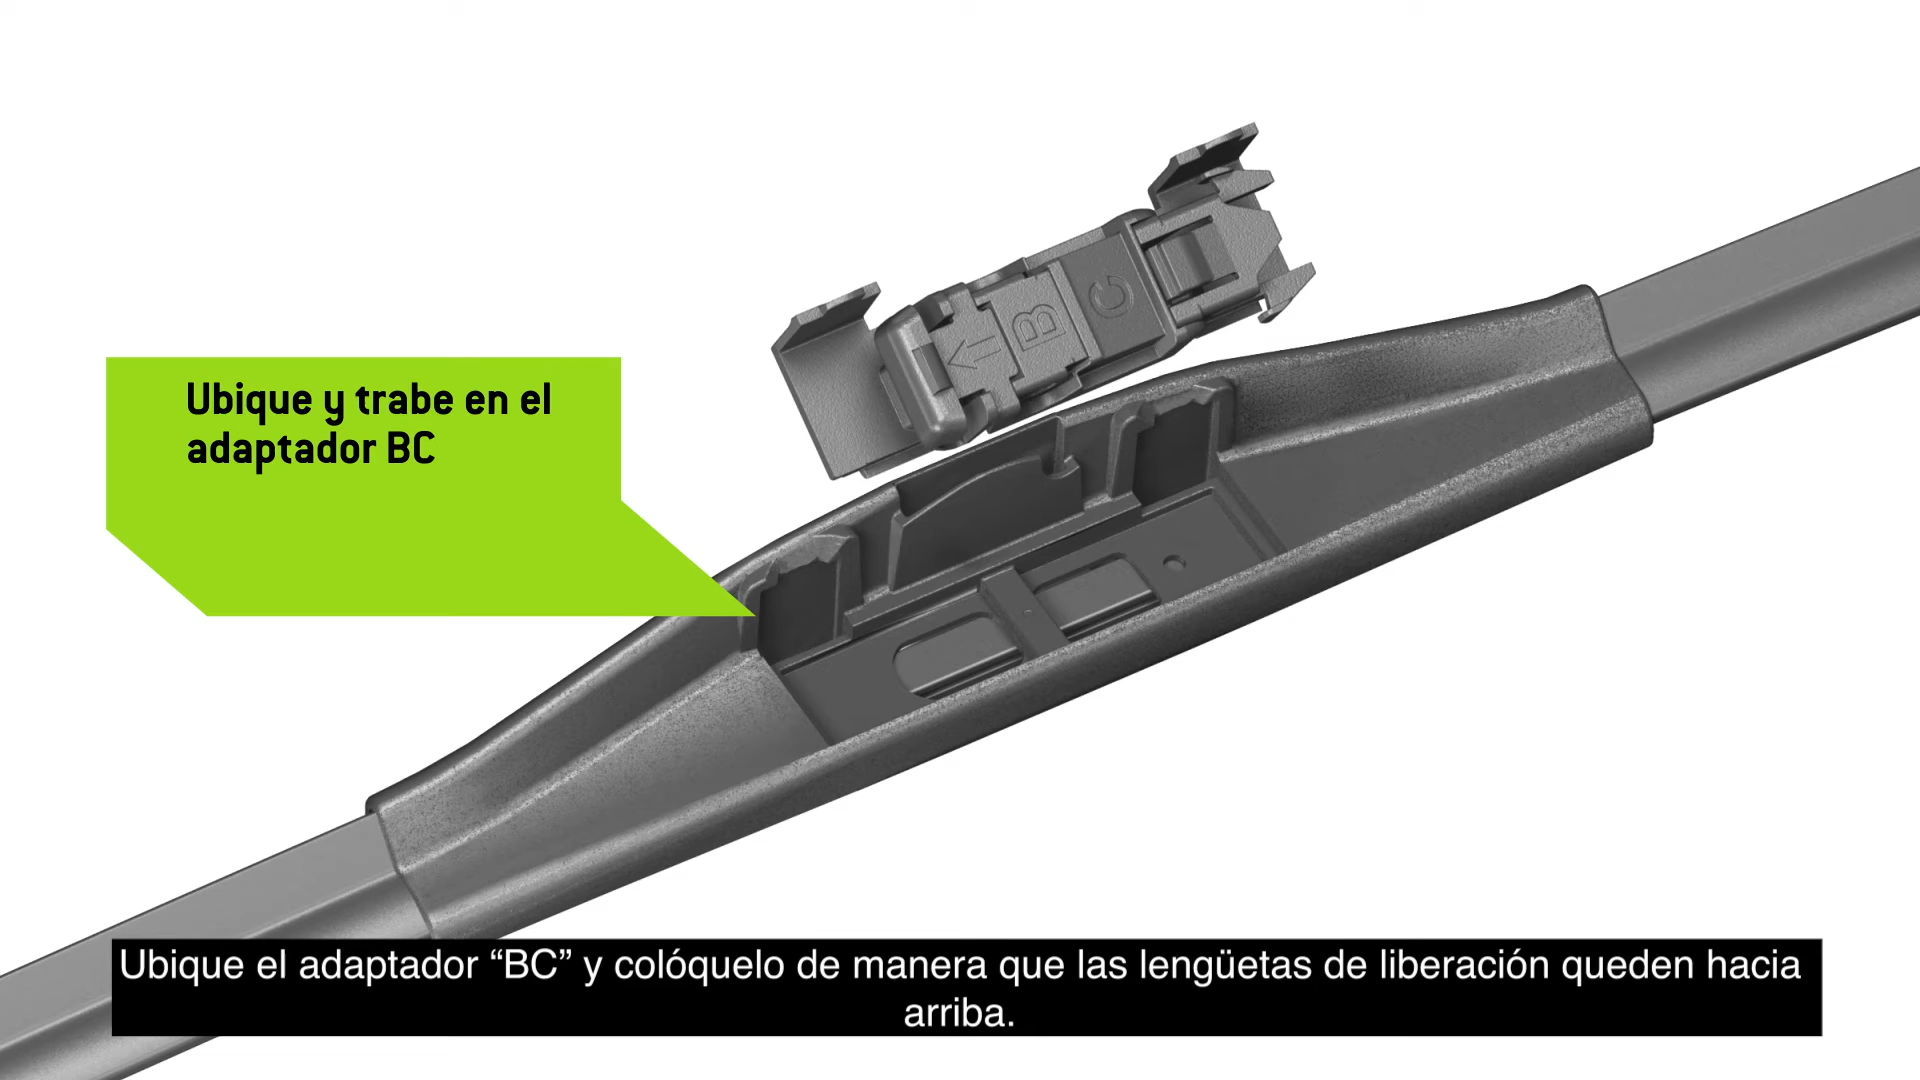 B C
Ubique y trabe en el
adaptador BC
Ubique el adaptador “BC” y colóquelo de manera que las lengüetas de liberación queden hacia
arriba.